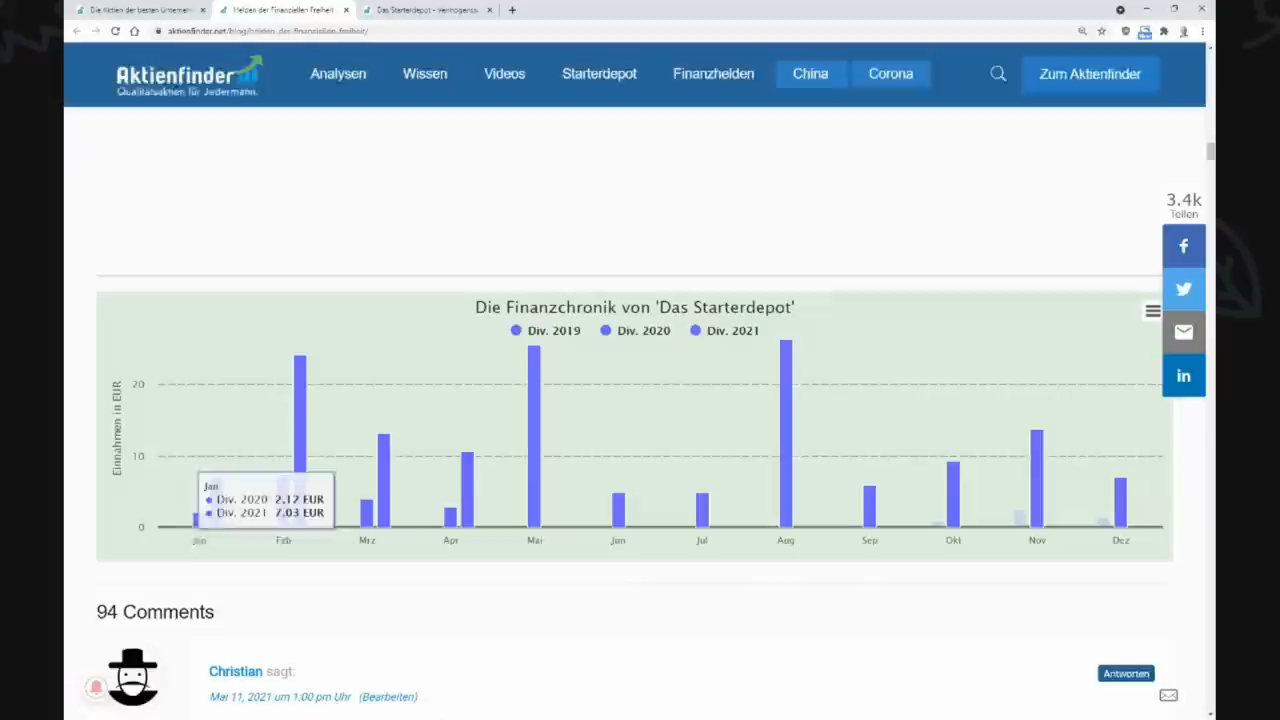 Die Aktien der besten Unterneh
Helden der Finanziellen Freiheit
Das Starterdepot - Vermögensa
aktienfinder.net/blog/helden-der-finanziellen-freiheit/
Aktienfinder
Qualitätsaktien für Jedermann.
Analysen
Wissen
Videos
Starterdepot
Finanzhelden
China
Corona
Zum Aktienfinder
3.4k
Teilen
Die Finanzchronik von 'Das Starterdepot'
Div. 2019 Div. 2020 Div. 2021
Einnahmen in EUR
20
10
0
Jan
Div. 2020 2.12 EUR
Div. 2021 7.03 EUR
Jan Feb Mrz Apr Mai Jun Jul Aug Sep Okt Nov Dez
94 Comments
Christian sagt:
Antworten
Mai 11, 2021 um 1:00 pm Uhr (Bearbeiten)